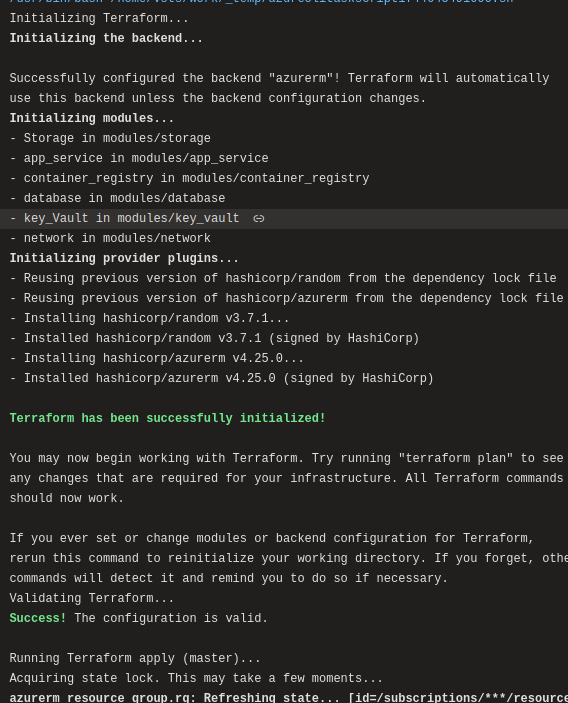 Initializing Terraform...
Initializing the backend...
Successfully configured the backend "azurerm"! Terraform will automatically
use this backend unless the backend configuration changes.
Initializing modules...
- Storage in modules/storage
- app_service in modules/app_service
- container_registry in modules/container_registry
- database in modules/database
- key_Vault in modules/key_vault
- network in modules/network
Initializing provider plugins...
- Reusing previous version of hashicorp/random from the dependency lock file
- Reusing previous version of hashicorp/azurerm from the dependency lock file
- Installing hashicorp/random v3.7.1...
- Installed hashicorp/random v3.7.1 (signed by HashiCorp)
- Installing hashicorp/azurerm v4.25.0...
- Installed hashicorp/azurerm v4.25.0 (signed by HashiCorp)
Terraform has been successfully initialized!
You may now begin working with Terraform. Try running "terraform plan" to see
any changes that are required for your infrastructure. All Terraform commands
should now work.
If you ever set or change modules or backend configuration for Terraform,
rerun this command to reinitialize your working directory. If you forget, othe
commands will detect it and remind you to do so if necessary.
Validating Terraform...
Success! The configuration is valid.
Running Terraform apply (master)...
Acquiring state lock. This may take a few moments...
azurerm_resource_group.rg: Refreshing state... [id=/subscriptions/***/resource